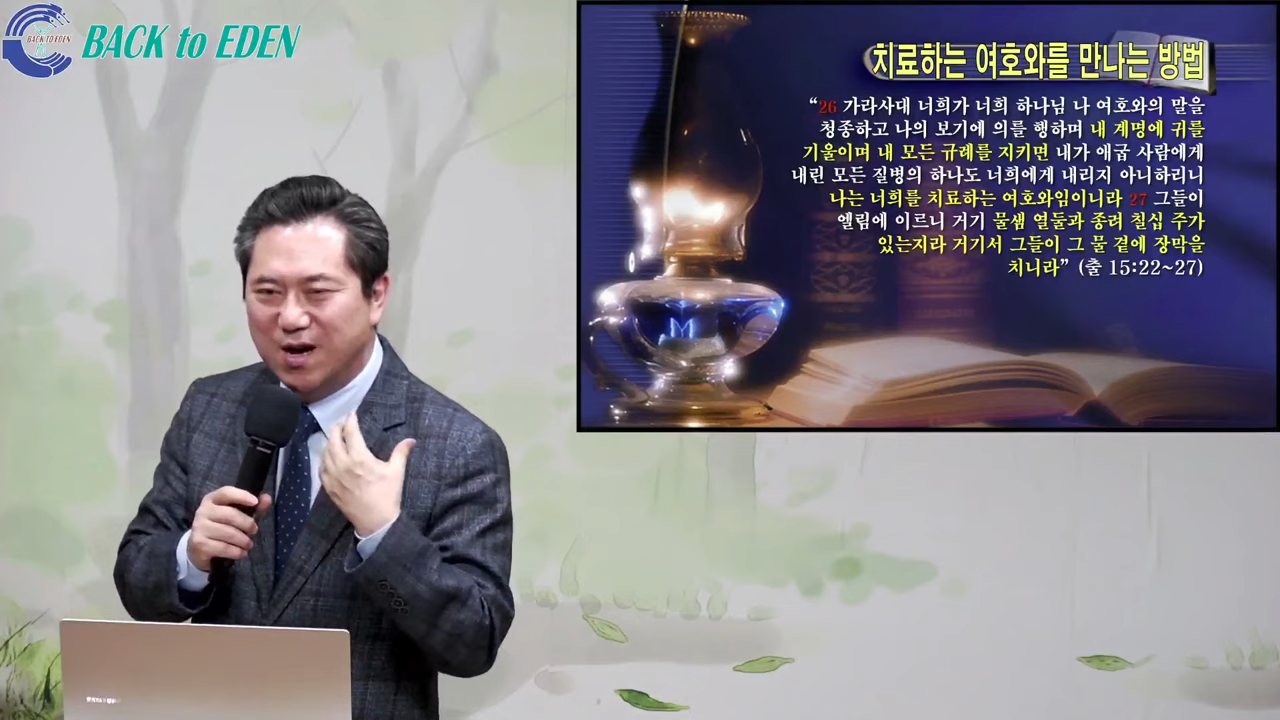 BACK TO EDEN
BACK to EDEN
치료하는 여호와를 만나는 방법
“26 가라사대 너희가 너희 하나님 나 여호와의 말을
청종하고 나의 보기에 의를 행하며 내 계명에 귀를
기울이며 내 모든 규례를 지키면 내가 애굽 사람에게
내린 모든 질병의 하나도 너희에게 내리지 아니하리니
나는 너희를 치료하는 여호와임이니라 27 그들이
엘림에 이르니 거기 물샘 열둘과 종려 칠십 주가
있는지라 거기서 그들이 그 물 곁에 장막을
치니라” (출 15:22~27)